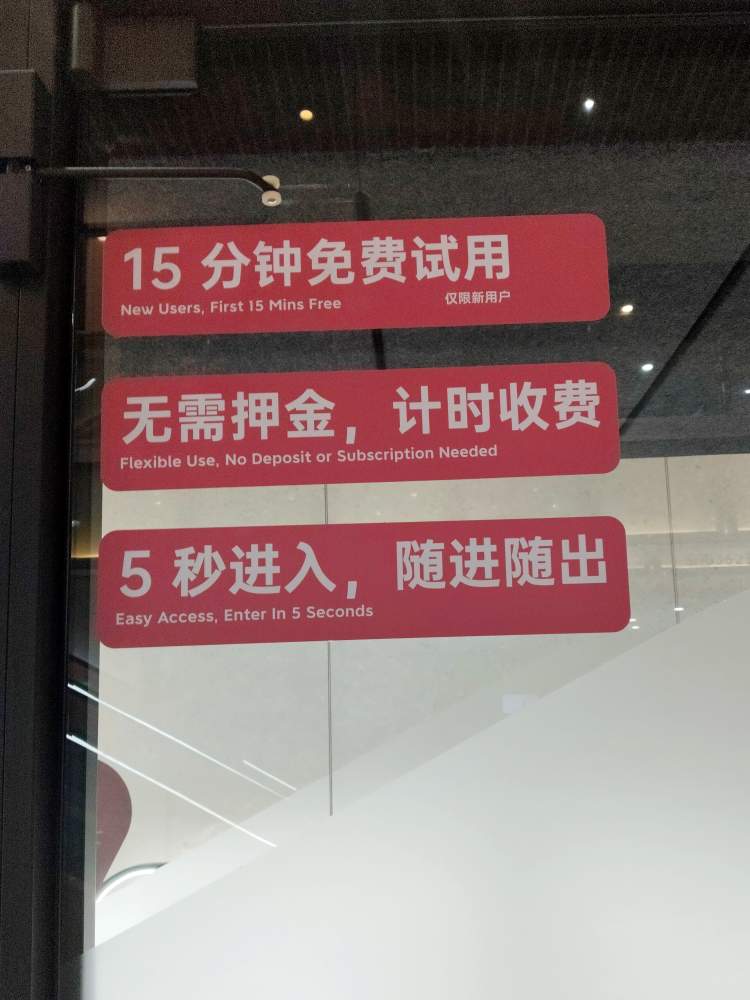 15 分钟免费试用
New Users, First 15 Mins Free
仅限新用户
无需押金，计时收费
Flexible Use, No Deposit or Subscription Needed
5 秒进入，随进随出
Easy Access, Enter In 5 Seconds